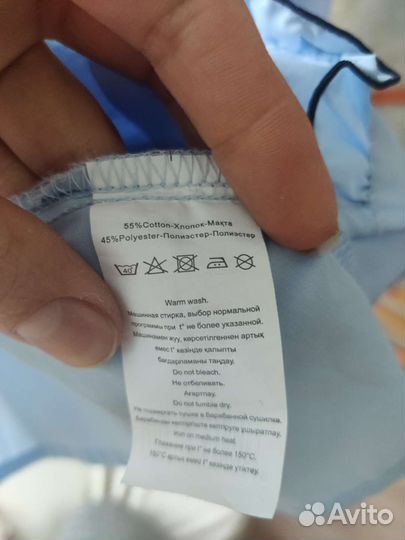 55%Cotton-Хлопок-Мақта
45%Polyester-Полиэстер-Полиэстер
40°
Warm wash.
Машинная стирка, выбор нормальной
программы при t° не более указанной.
Машинамен жуу, көрсетілгеннен артық
емес t° кезінде қалыпты
бағдарламаны таңдау.
Do not bleach.
Не отбеливать.
Ағартпау.
Do not tumble dry.
Не подвергать сушке в барабанной сушилке.
Барабанды кептіргіште кептіруге ұшыратпау.
Iron on medium heat.
Глажение при t° не более 150°C.
150°C артық емес t° кезінде үтіктеу.
Avito